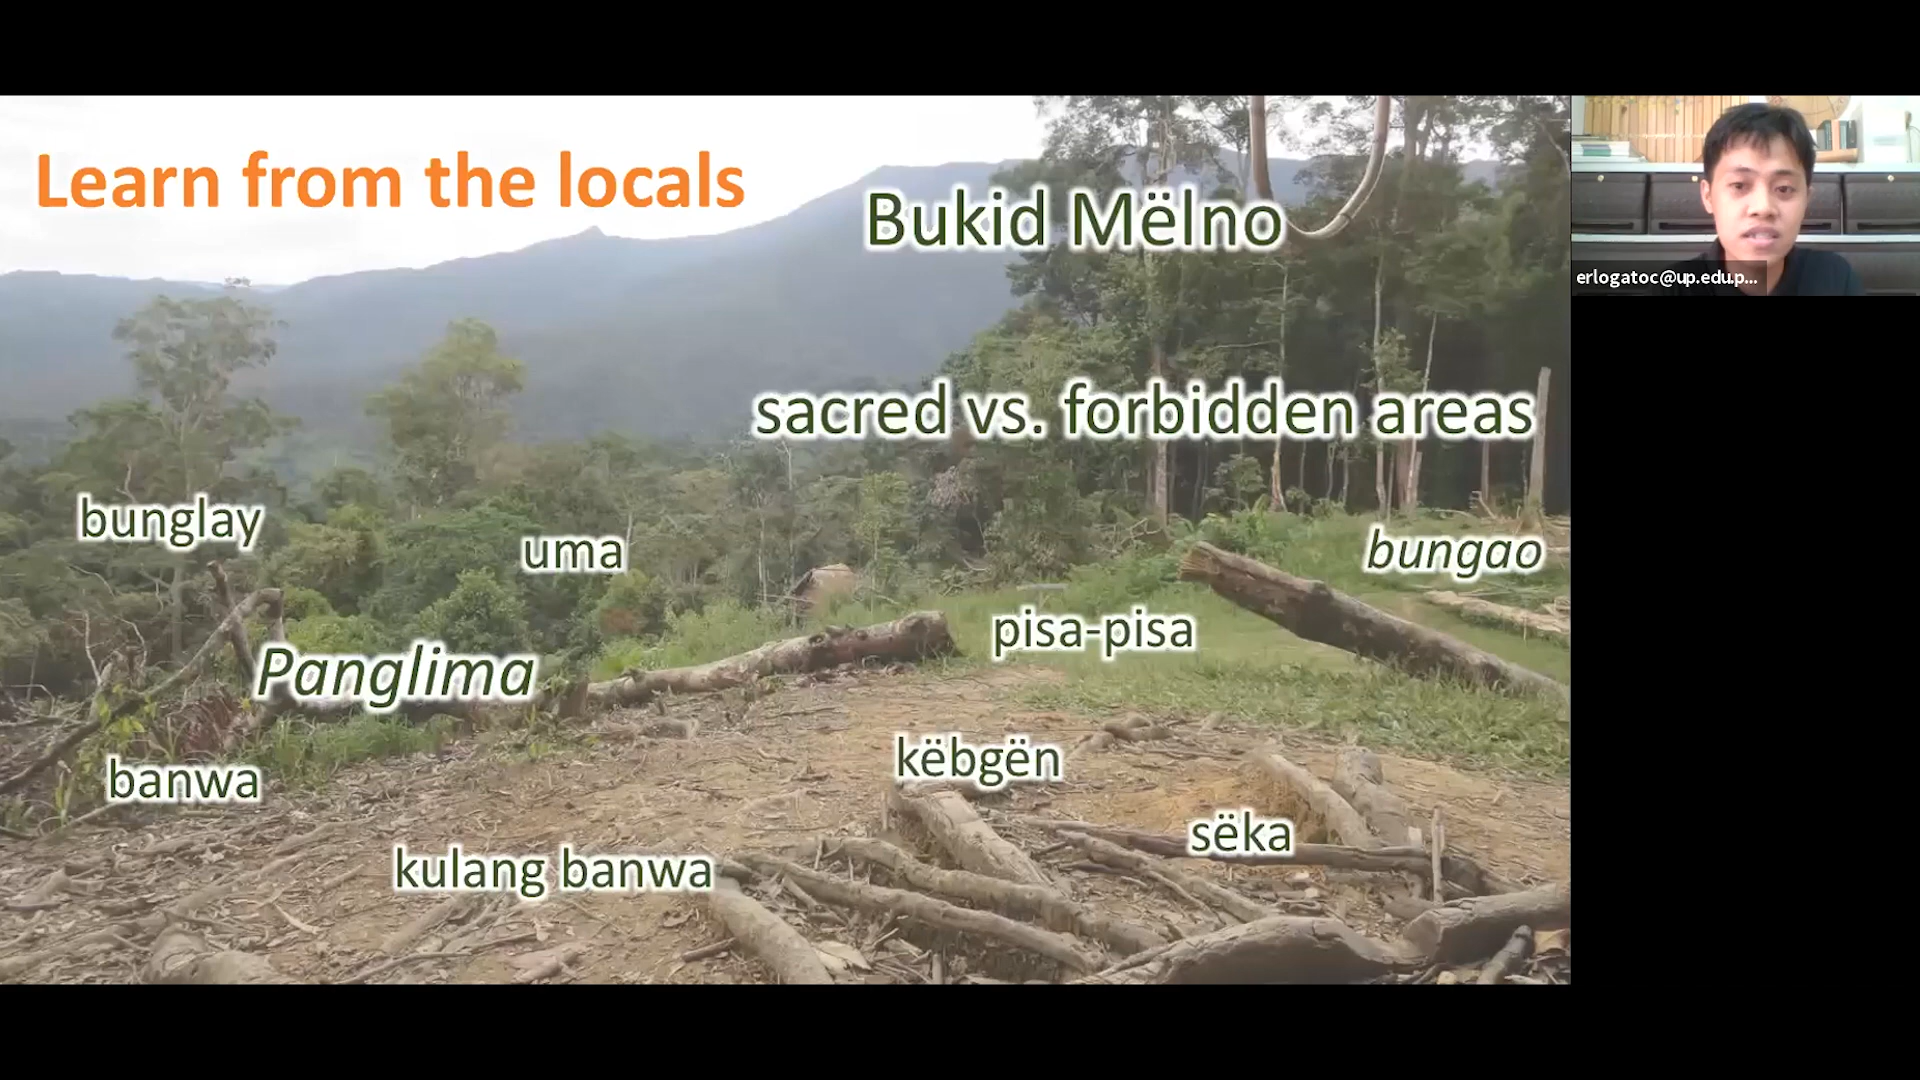 Learn from the locals
Bukid Mëlno
sacred vs. forbidden areas
bunglay
uma
bungao
pisa-pisa
Panglima
këbgën
banwa
sëka
kulang banwa
erlogatoc@up.edu.p...